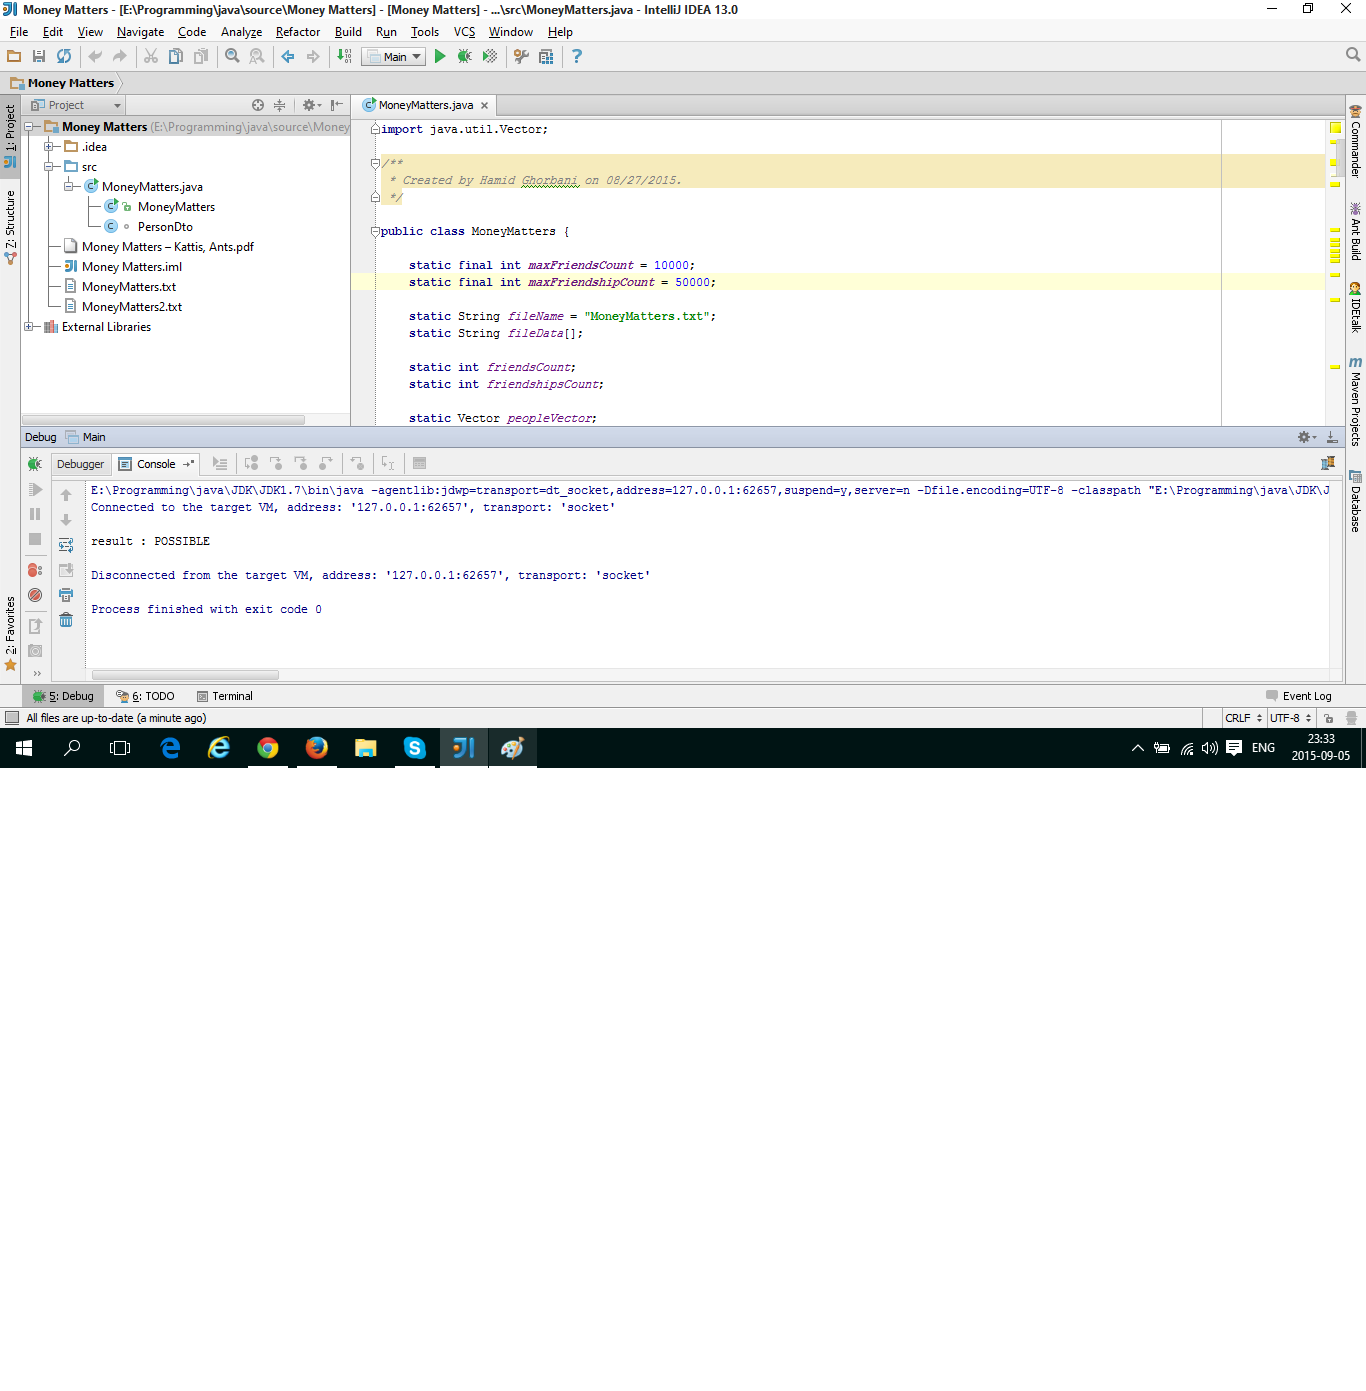 Money Matters - [E:\Programming\java\source\Money Matters] - [Money Matters] - ...\src\MoneyMatters.java - IntelliJ IDEA 13.0
File Edit View Navigate Code Analyze Refactor Build Run Tools VCS Window Help
Main
Money Matters
Project
MoneyMatters.java
1: Project
Z: Structure
2: Favorites
Money Matters (E:\Programming\java\source\Money
.idea
src
MoneyMatters.java
MoneyMatters
PersonDto
Money Matters – Kattis, Ants.pdf
Money Matters.iml
MoneyMatters.txt
MoneyMatters2.txt
External Libraries
import java.util.Vector;
/**
* Created by Hamid Ghorbani on 08/27/2015.
*/
public class MoneyMatters {
static final int maxFriendsCount = 10000;
static final int maxFriendshipCount = 50000;
static String fileName = "MoneyMatters.txt";
static String fileData[];
static int friendsCount;
static int friendshipsCount;
static Vector peopleVector;
Commander
Ant Build
IDEtalk
Maven Projects
Database
Debug Main
Debugger Console
E:\Programming\java\JDK\JDK1.7\bin\java -agentlib:jdwp=transport=dt_socket,address=127.0.0.1:62657,suspend=y,server=n -Dfile.encoding=UTF-8 -classpath "E:\Programming\java\JDK\J
Connected to the target VM, address: '127.0.0.1:62657', transport: 'socket'
result : POSSIBLE
Disconnected from the target VM, address: '127.0.0.1:62657', transport: 'socket'
Process finished with exit code 0
5: Debug 6: TODO Terminal Event Log
All files are up-to-date (a minute ago) CRLF UTF-8
ENG
23:33
2015-09-05